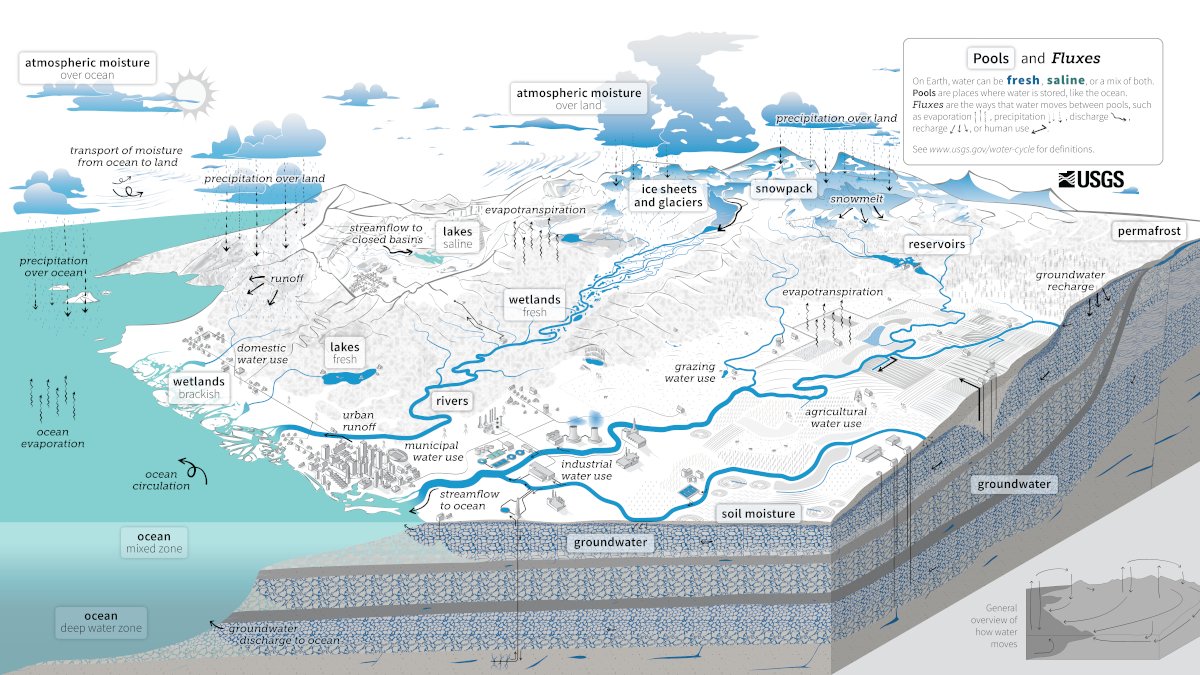 atmospheric moisture
over ocean
atmospheric moisture
over land
Pools and Fluxes
On Earth, water can be fresh, saline, or a mix of both.
Pools are places where water is stored, like the ocean.
Fluxes are the ways that water moves between pools, such
as evaporation, precipitation, discharge,
recharge, or human use
See www.usgs.gov/water-cycle for definitions.
USGS
precipitation over land
transport of moisture
from ocean to land
precipitation over land
ice sheets
and glaciers
snowpack
snowmelt
evapotranspiration
streamflow to
closed basins
lakes
saline
reservoirs
permafrost
precipitation
over ocean
runoff
groundwater
recharge
wetlands
fresh
evapotranspiration
domestic
water use
lakes
fresh
grazing
water use
wetlands
brackish
rivers
agricultural
water use
ocean
evaporation
urban
runoff
municipal
water use
industrial
water use
ocean
circulation
streamflow
to ocean
soil moisture
groundwater
ocean
mixed zone
groundwater
ocean
deep water zone
groundwater
discharge to ocean
General
overview of
how water
moves